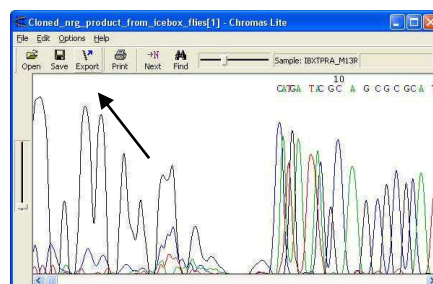 Cloned_nrg_product_from_icebox_flies[1] - Chromas Lite
File Edit Options Help
Open Save Export Print Next Find Sample: IBXTPRA_M13R
10
CATGA TACGC A GCGCGCA T